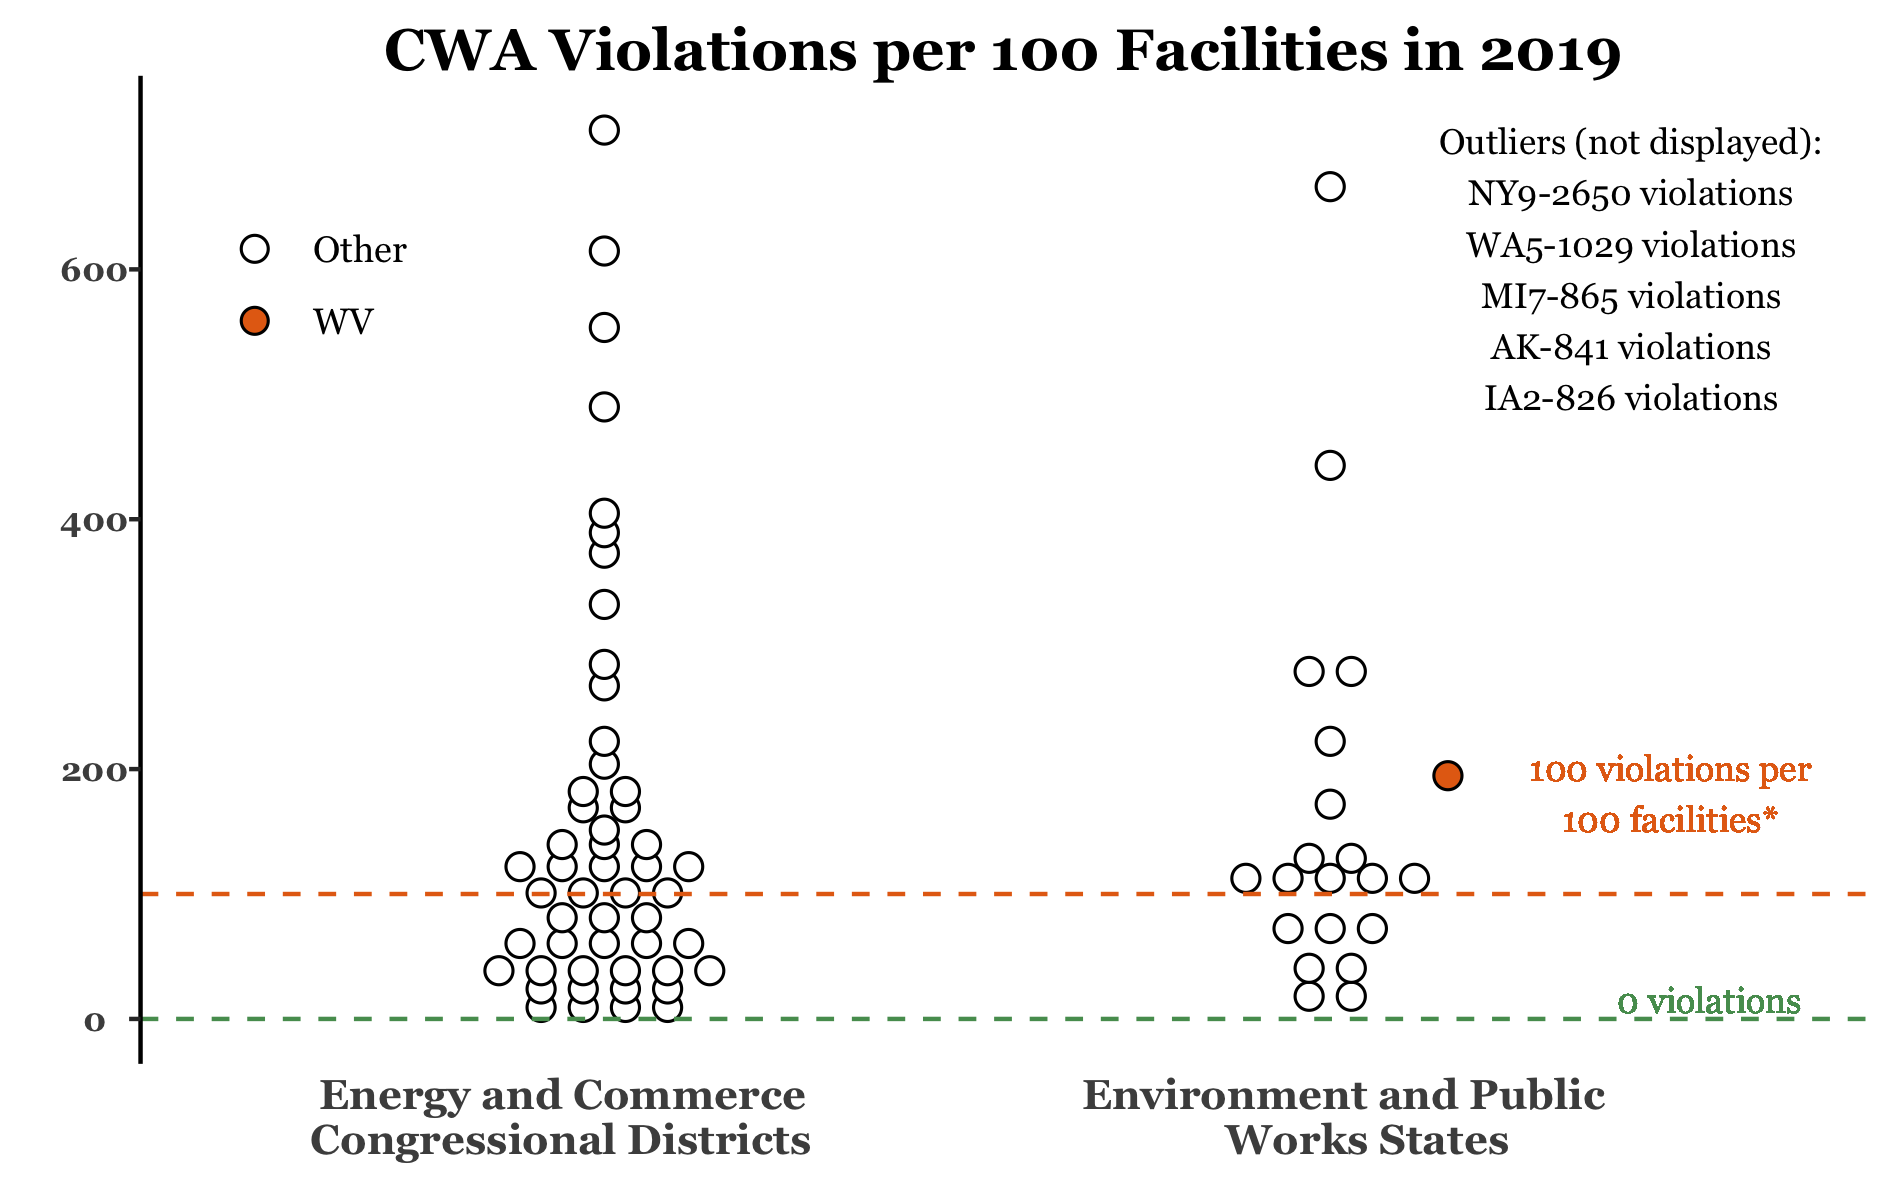 CWA Violations per 100 Facilities in 2019
Outliers (not displayed):
NY9-2650 violations
WA5-1029 violations
MI7-865 violations
AK-841 violations
IA2-826 violations
Other
WV
600
400
200
0
100 violations per
100 facilities*
0 violations
Energy and Commerce
Congressional Districts
Environment and Public
Works States